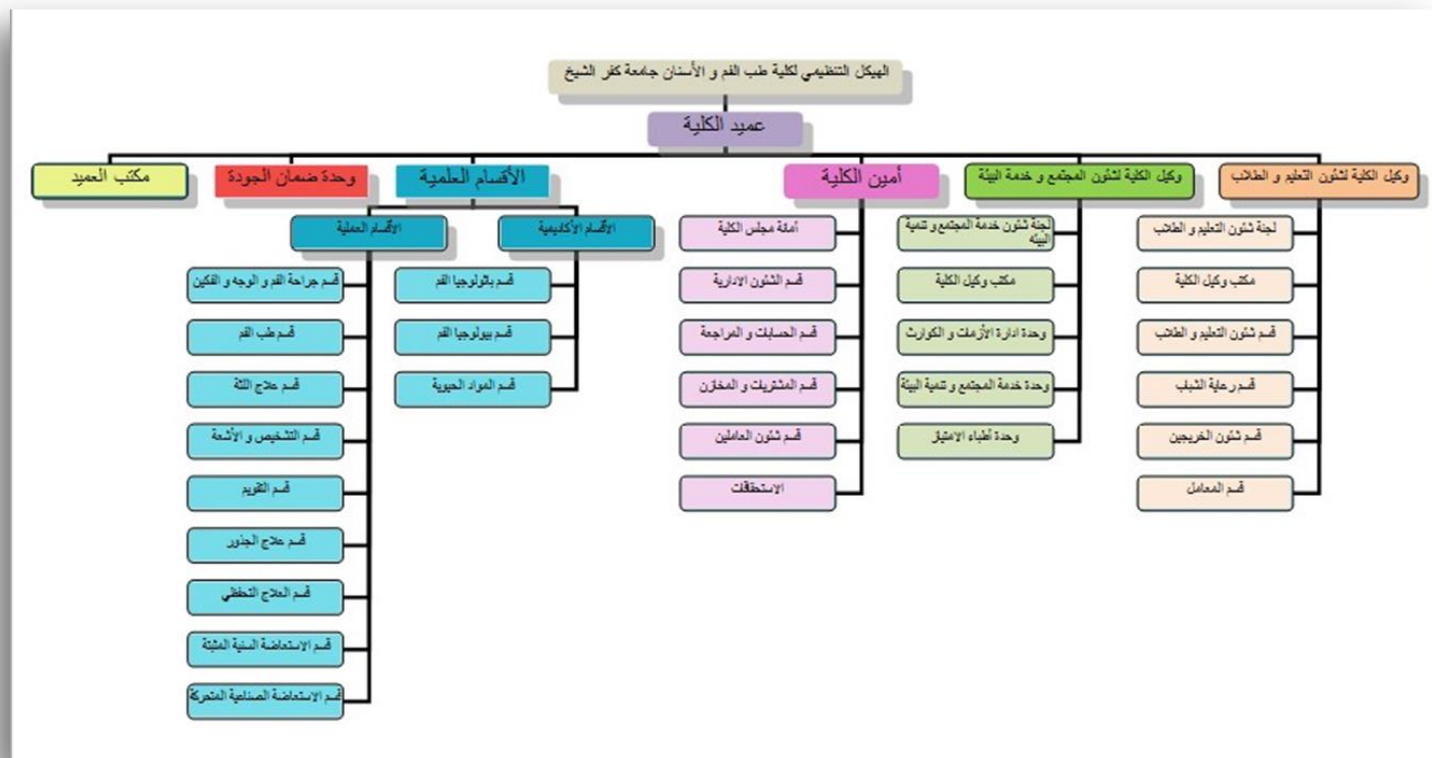 الهيكل التنظيمي لكلية طب الفم و الأسنان جامعة كفر الشيخ
عميد الكلية
وكيل الكلية لشئون التعليم و الطلاب
وكيل الكلية لشئون المجتمع و خدمة البيئة
أمين الكلية
الأقسام العلمية
وحدة ضمان الجودة
مكتب العميد
لجنة شئون التعليم و الطلاب
مكتب وكيل الكلية
قسم شئون التعليم و الطلاب
قسم رعاية الشباب
قسم شئون الخريجين
قسم المعامل
لجنة شئون خدمة المجتمع و تنمية
البيئه
مكتب وكيل الكلية
وحدة ادارة الأزمات و الكوارث
وحدة خدمة المجتمع و تنمية البيئة
وحدة أطباء الامتياز
أمانة مجلس الكلية
قسم الشئون الادارية
قسم الحسابات و المراجعة
قسم المشتريات و المخازن
قسم شئون العاملين
الاستحقاقات
الأقسام الأكاديمية
قسم باثولوجيا الفم
قسم بيولوجيا الفم
قسم المواد الحيوية
الأقسام العملية
قسم جراحة الفم و الوجه و الفكين
قسم طب الفم
قسم علاج اللثة
قسم التشخيص و الأشعة
قسم التقويم
قسم علاج الجذور
قسم العلاج التحفظي
قسم الاستعاضة السنية المثبتة
قسم الاستعاضة الصناعية المتحركة